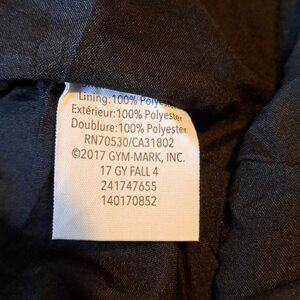 Lining: 100% Polyester
Extérieur: 100% Polyester
Doublure: 100% Polyester
RN70530/CA31802
©2017 GYM-MARK, INC.
17 GY FALL 4
241747655
140170852